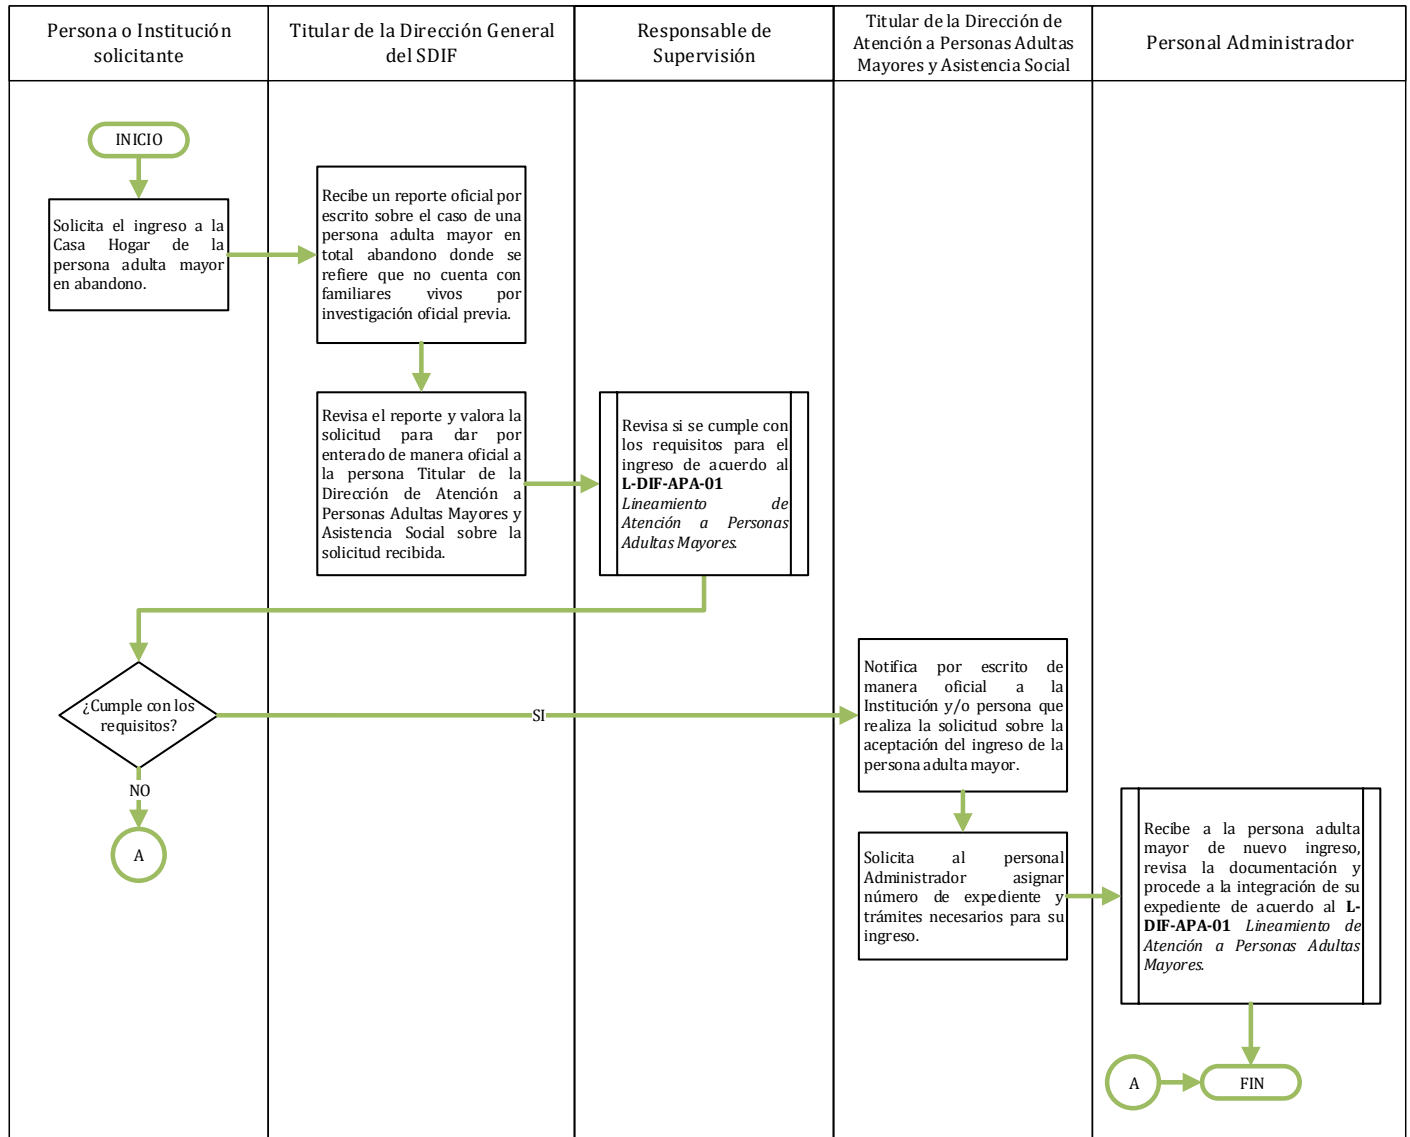 Persona o Institución
solicitante
Titular de la Dirección General
del SDIF
Responsable de
Supervisión
Titular de la Dirección de
Atención a Personas Adultas
Mayores y Asistencia Social
Personal Administrador
INICIO
Solicita el ingreso a la
Casa Hogar de la
persona adulta mayor
en abandono.
Recibe un reporte oficial por
escrito sobre el caso de una
persona adulta mayor en
total abandono donde se
refiere que no cuenta con
familiares vivos por
investigación oficial previa.
Revisa el reporte y valora la
solicitud para dar por
enterado de manera oficial a
la persona Titular de la
Dirección de Atención a
Personas Adultas Mayores y
Asistencia Social sobre la
solicitud recibida.
Revisa si se cumple con
los requisitos para el
ingreso de acuerdo al
L-DIF-APA-01
Lineamiento de
Atención a Personas
Adultas Mayores.
¿Cumple con los
requisitos?
SI
NO
A
Notifica por escrito de
manera oficial a la
Institución y/o persona que
realiza la solicitud sobre la
aceptación del ingreso de la
persona adulta mayor.
Solicita al personal
Administrador asignar
número de expediente y
trámites necesarios para su
ingreso.
Recibe a la persona adulta
mayor de nuevo ingreso,
revisa la documentación y
procede a la integración de su
expediente de acuerdo al L-
DIF-APA-01 Lineamiento de
Atención a Personas Adultas
Mayores.
A
FIN